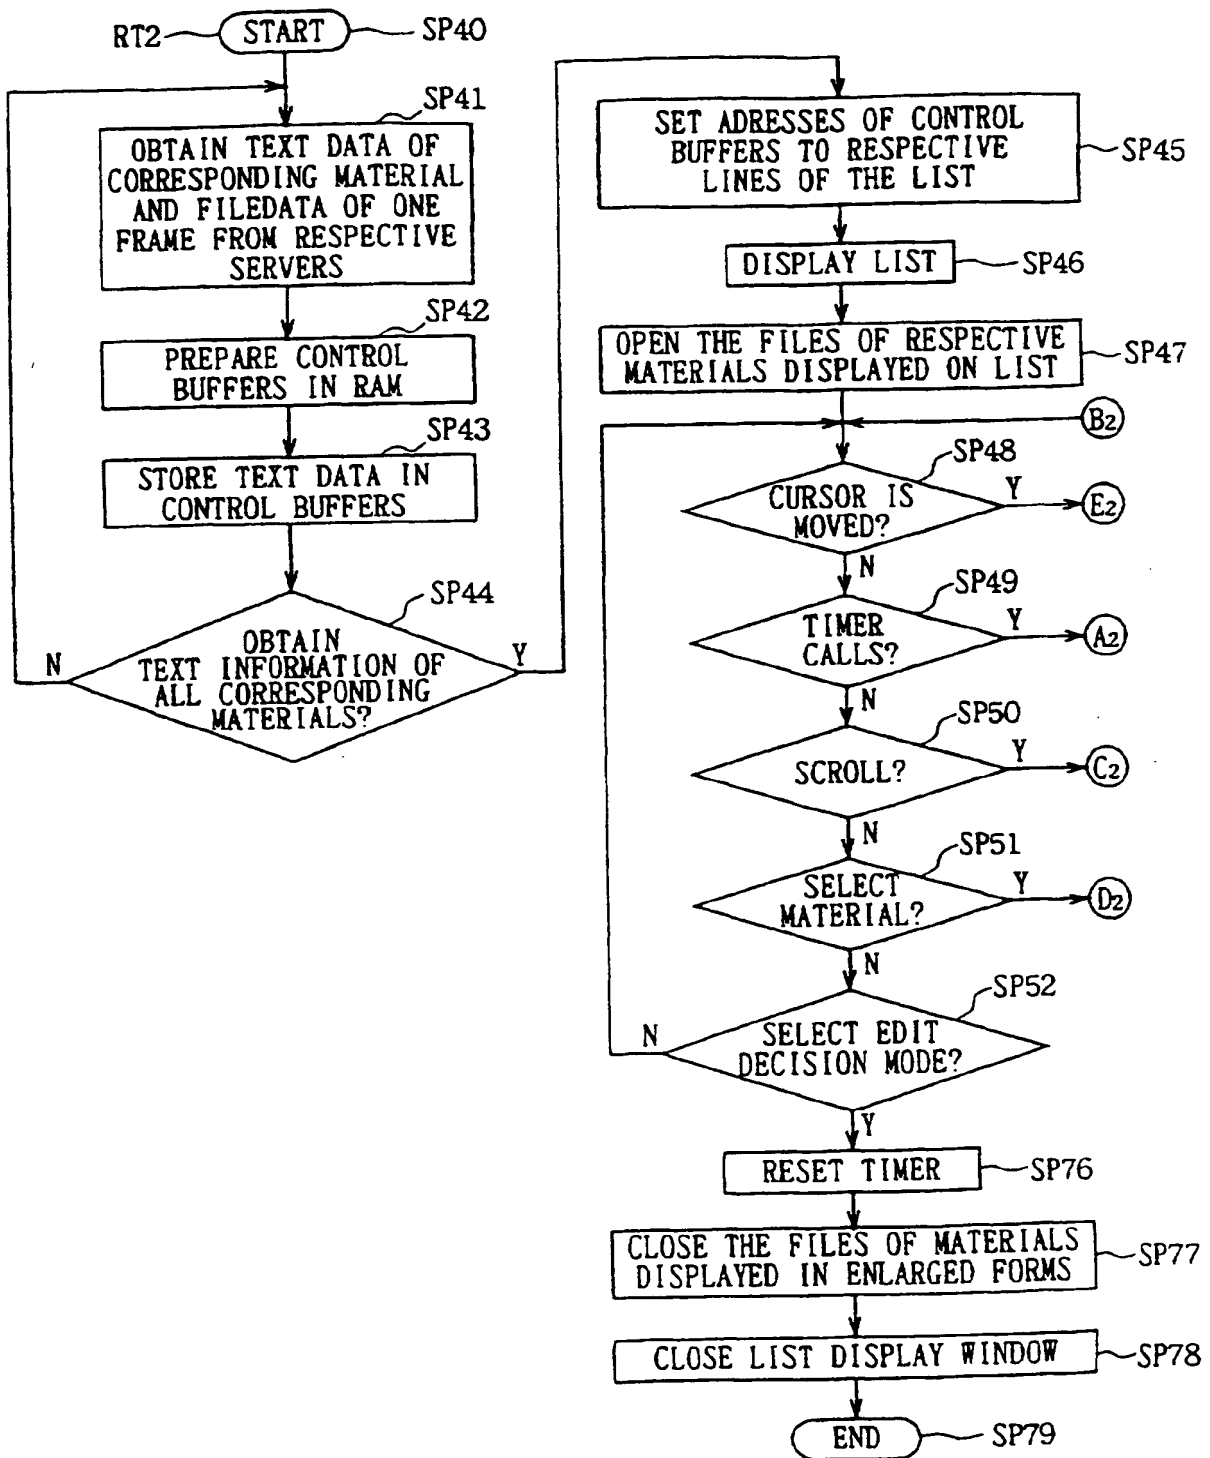 RT2
START
SP40
SP41
OBTAIN TEXT DATA OF
CORRESPONDING MATERIAL
AND FILEDATA OF ONE
FRAME FROM RESPECTIVE
SERVERS
SP42
PREPARE CONTROL
BUFFERS IN RAM
SP43
STORE TEXT DATA IN
CONTROL BUFFERS
SP44
OBTAIN
TEXT INFORMATION OF
ALL CORRESPONDING
MATERIALS?
N
Y
SET ADRESSES OF CONTROL
BUFFERS TO RESPECTIVE
LINES OF THE LIST
SP45
DISPLAY LIST
SP46
OPEN THE FILES OF RESPECTIVE
MATERIALS DISPLAYED ON LIST
SP47
B2
SP48
CURSOR IS
MOVED?
Y
E2
N
SP49
TIMER
CALLS?
Y
A2
N
SP50
SCROLL?
Y
C2
N
SP51
SELECT
MATERIAL?
Y
D2
N
SP52
SELECT EDIT
DECISION MODE?
N
Y
RESET TIMER
SP76
CLOSE THE FILES OF MATERIALS
DISPLAYED IN ENLARGED FORMS
SP77
CLOSE LIST DISPLAY WINDOW
SP78
END
SP79